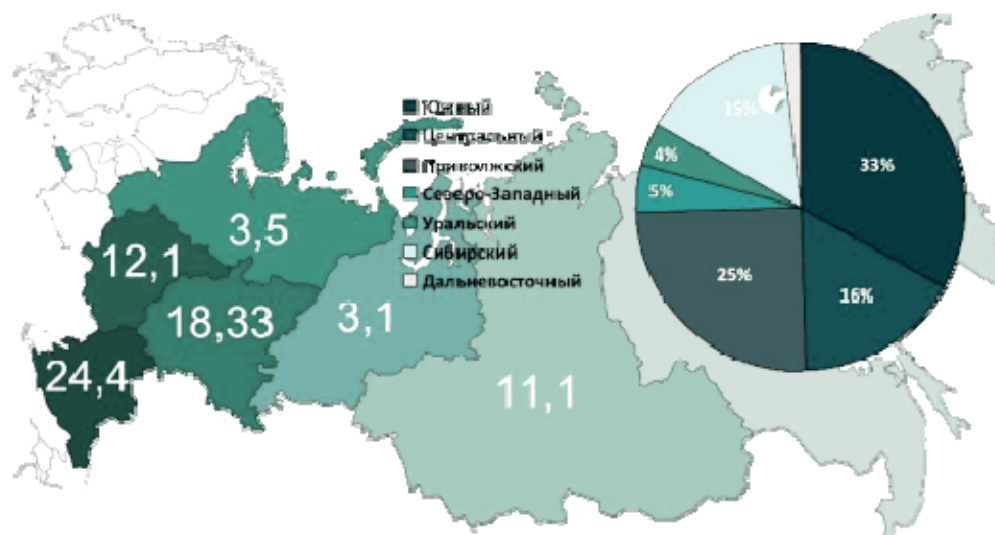 Южный
Центральный
Приволжский
Северо-Западный
Уральский
Сибирский
Дальневосточный
3,5
12,1
18,33
3,1
24,4
11,1
15%
4%
5%
25%
33%
16%